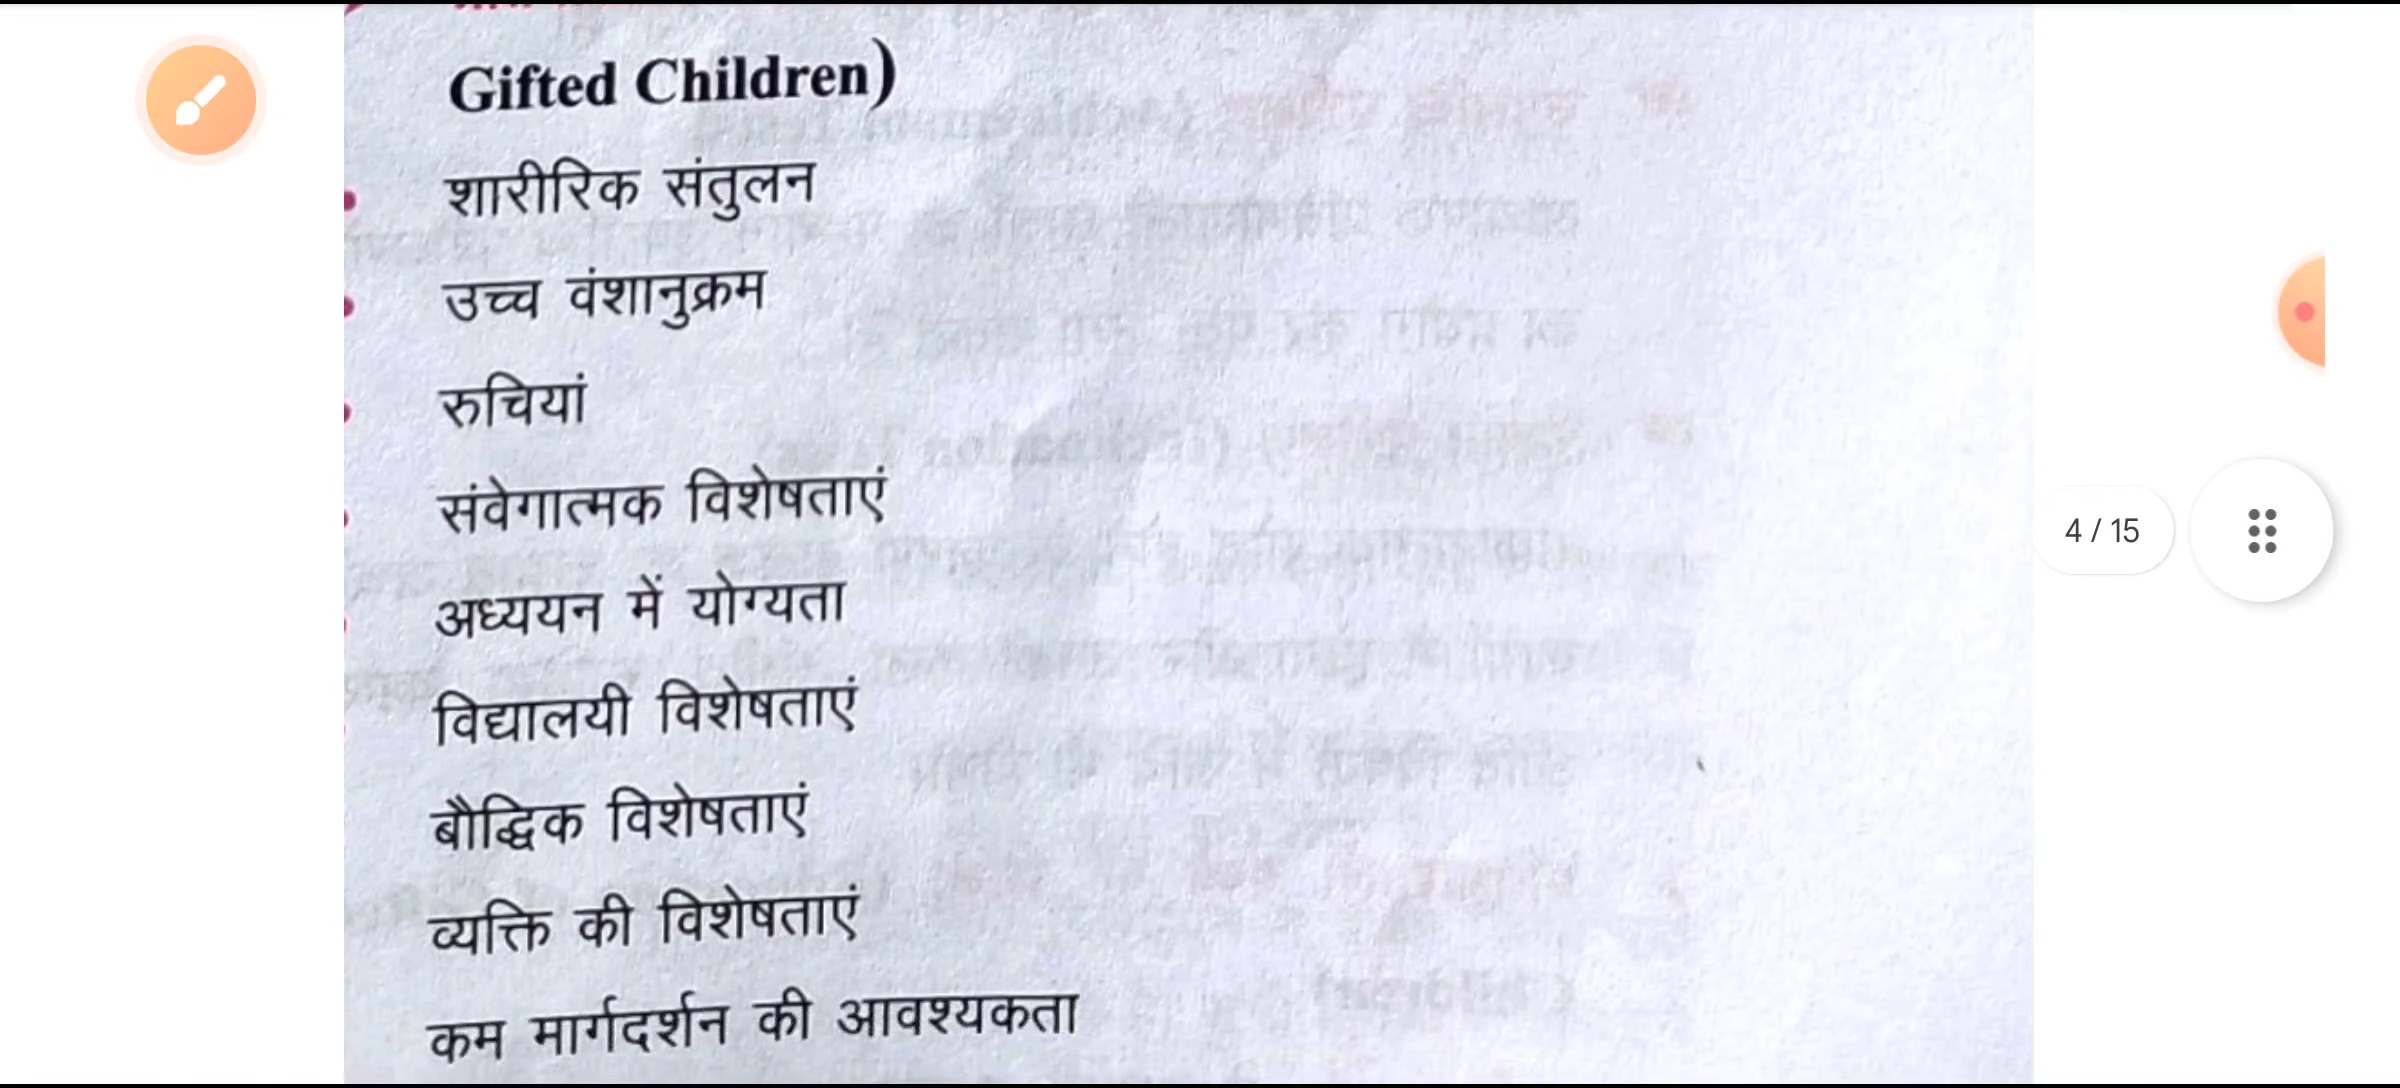 Gifted Children)
शारीरिक संतुलन
उच्च वंशानुक्रम
रुचियां
संवेगात्मक विशेषताएं
4 / 15
अध्ययन में योग्यता
विद्यालयी विशेषताएं
बौद्धिक विशेषताएं
व्यक्ति की विशेषताएं
कम मार्गदर्शन की आवश्यकता